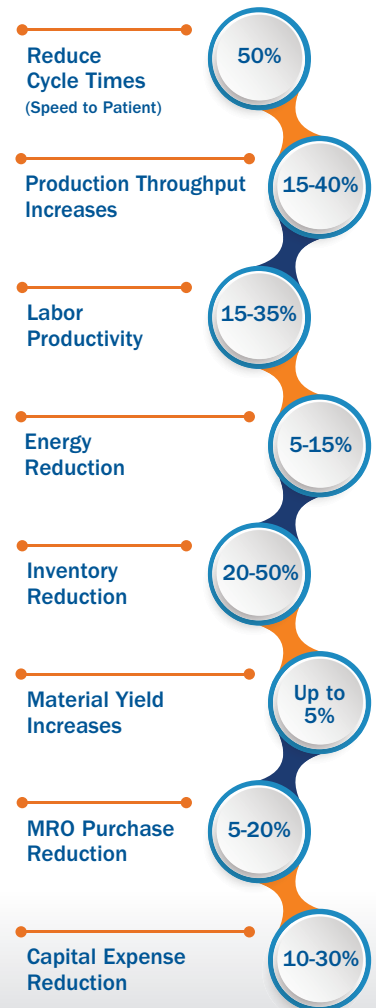 Reduce
Cycle Times
(Speed to Patient)
50%
Production Throughput
Increases
15-40%
Labor
Productivity
15-35%
Energy
Reduction
5-15%
Inventory
Reduction
20-50%
Material Yield
Increases
Up to
5%
MRO Purchase
Reduction
5-20%
Capital Expense
Reduction
10-30%